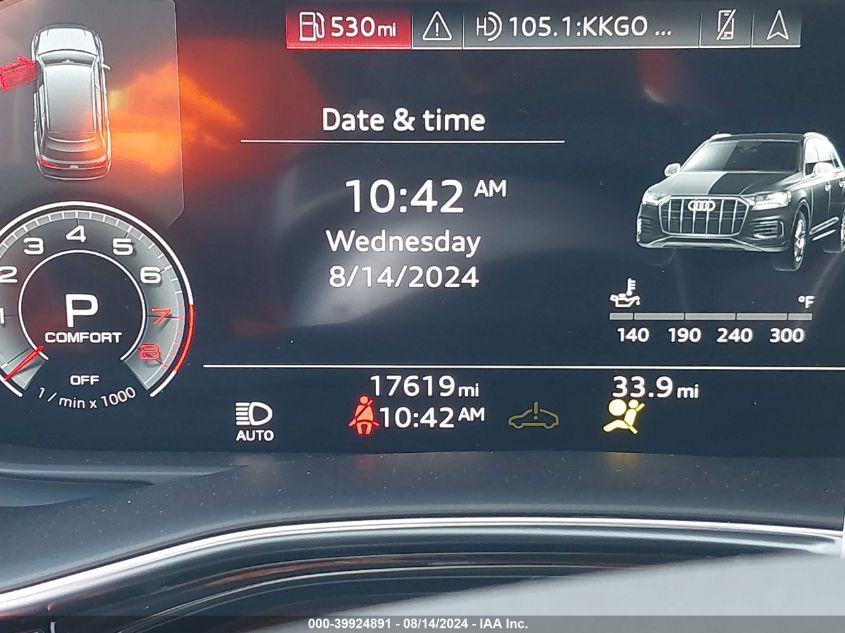 530mi
HD 105.1:KKGO ...
Date & time
10:42 AM
Wednesday
8/14/2024
1 2 3 4 5 6 7 8
P
COMFORT
OFF
1/min x 1000
°F
140 190 240 300
17619mi
33.9mi
AUTO
10:42AM
000-39924891 - 08/14/2024 - IAA Inc.